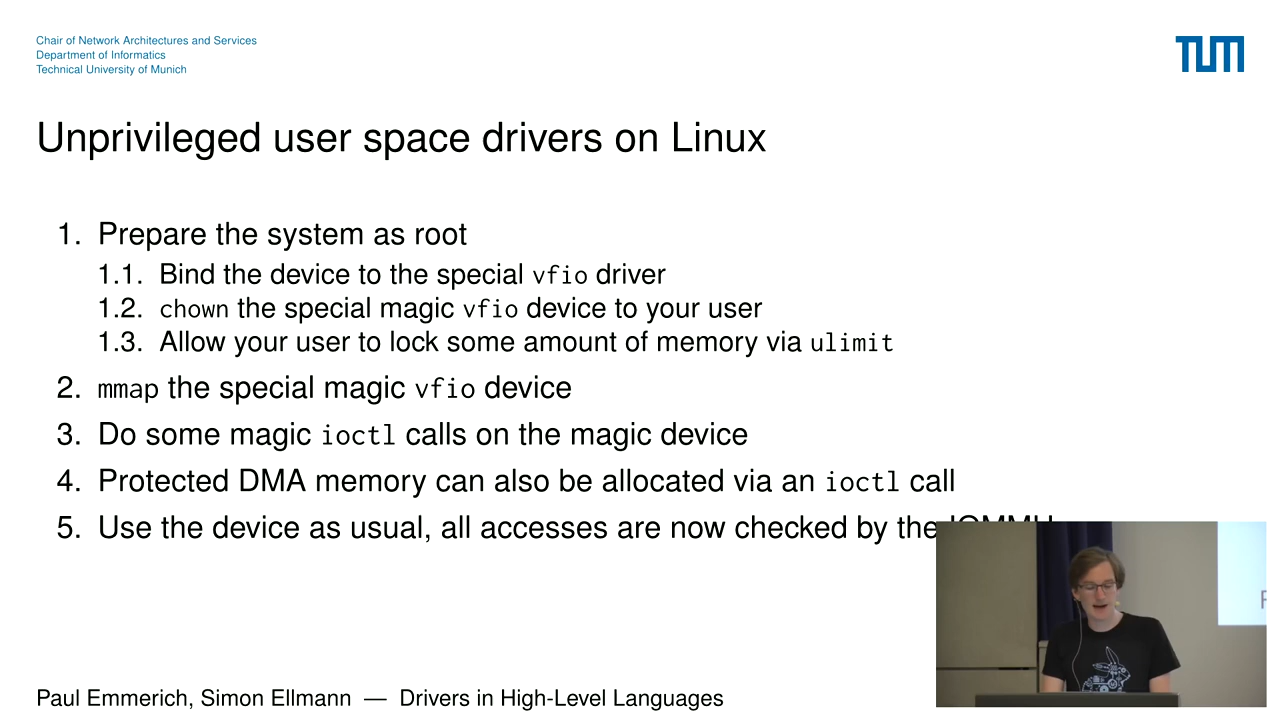 Chair of Network Architectures and Services
Department of Informatics
Technical University of Munich
TUM
Unprivileged user space drivers on Linux
1. Prepare the system as root
1.1. Bind the device to the special vfio driver
1.2. chown the special magic vfio device to your user
1.3. Allow your user to lock some amount of memory via ulimit
2. mmap the special magic vfio device
3. Do some magic ioctl calls on the magic device
4. Protected DMA memory can also be allocated via an ioctl call
5. Use the device as usual, all accesses are now checked by the IOMMU
Paul Emmerich, Simon Ellmann — Drivers in High-Level Languages